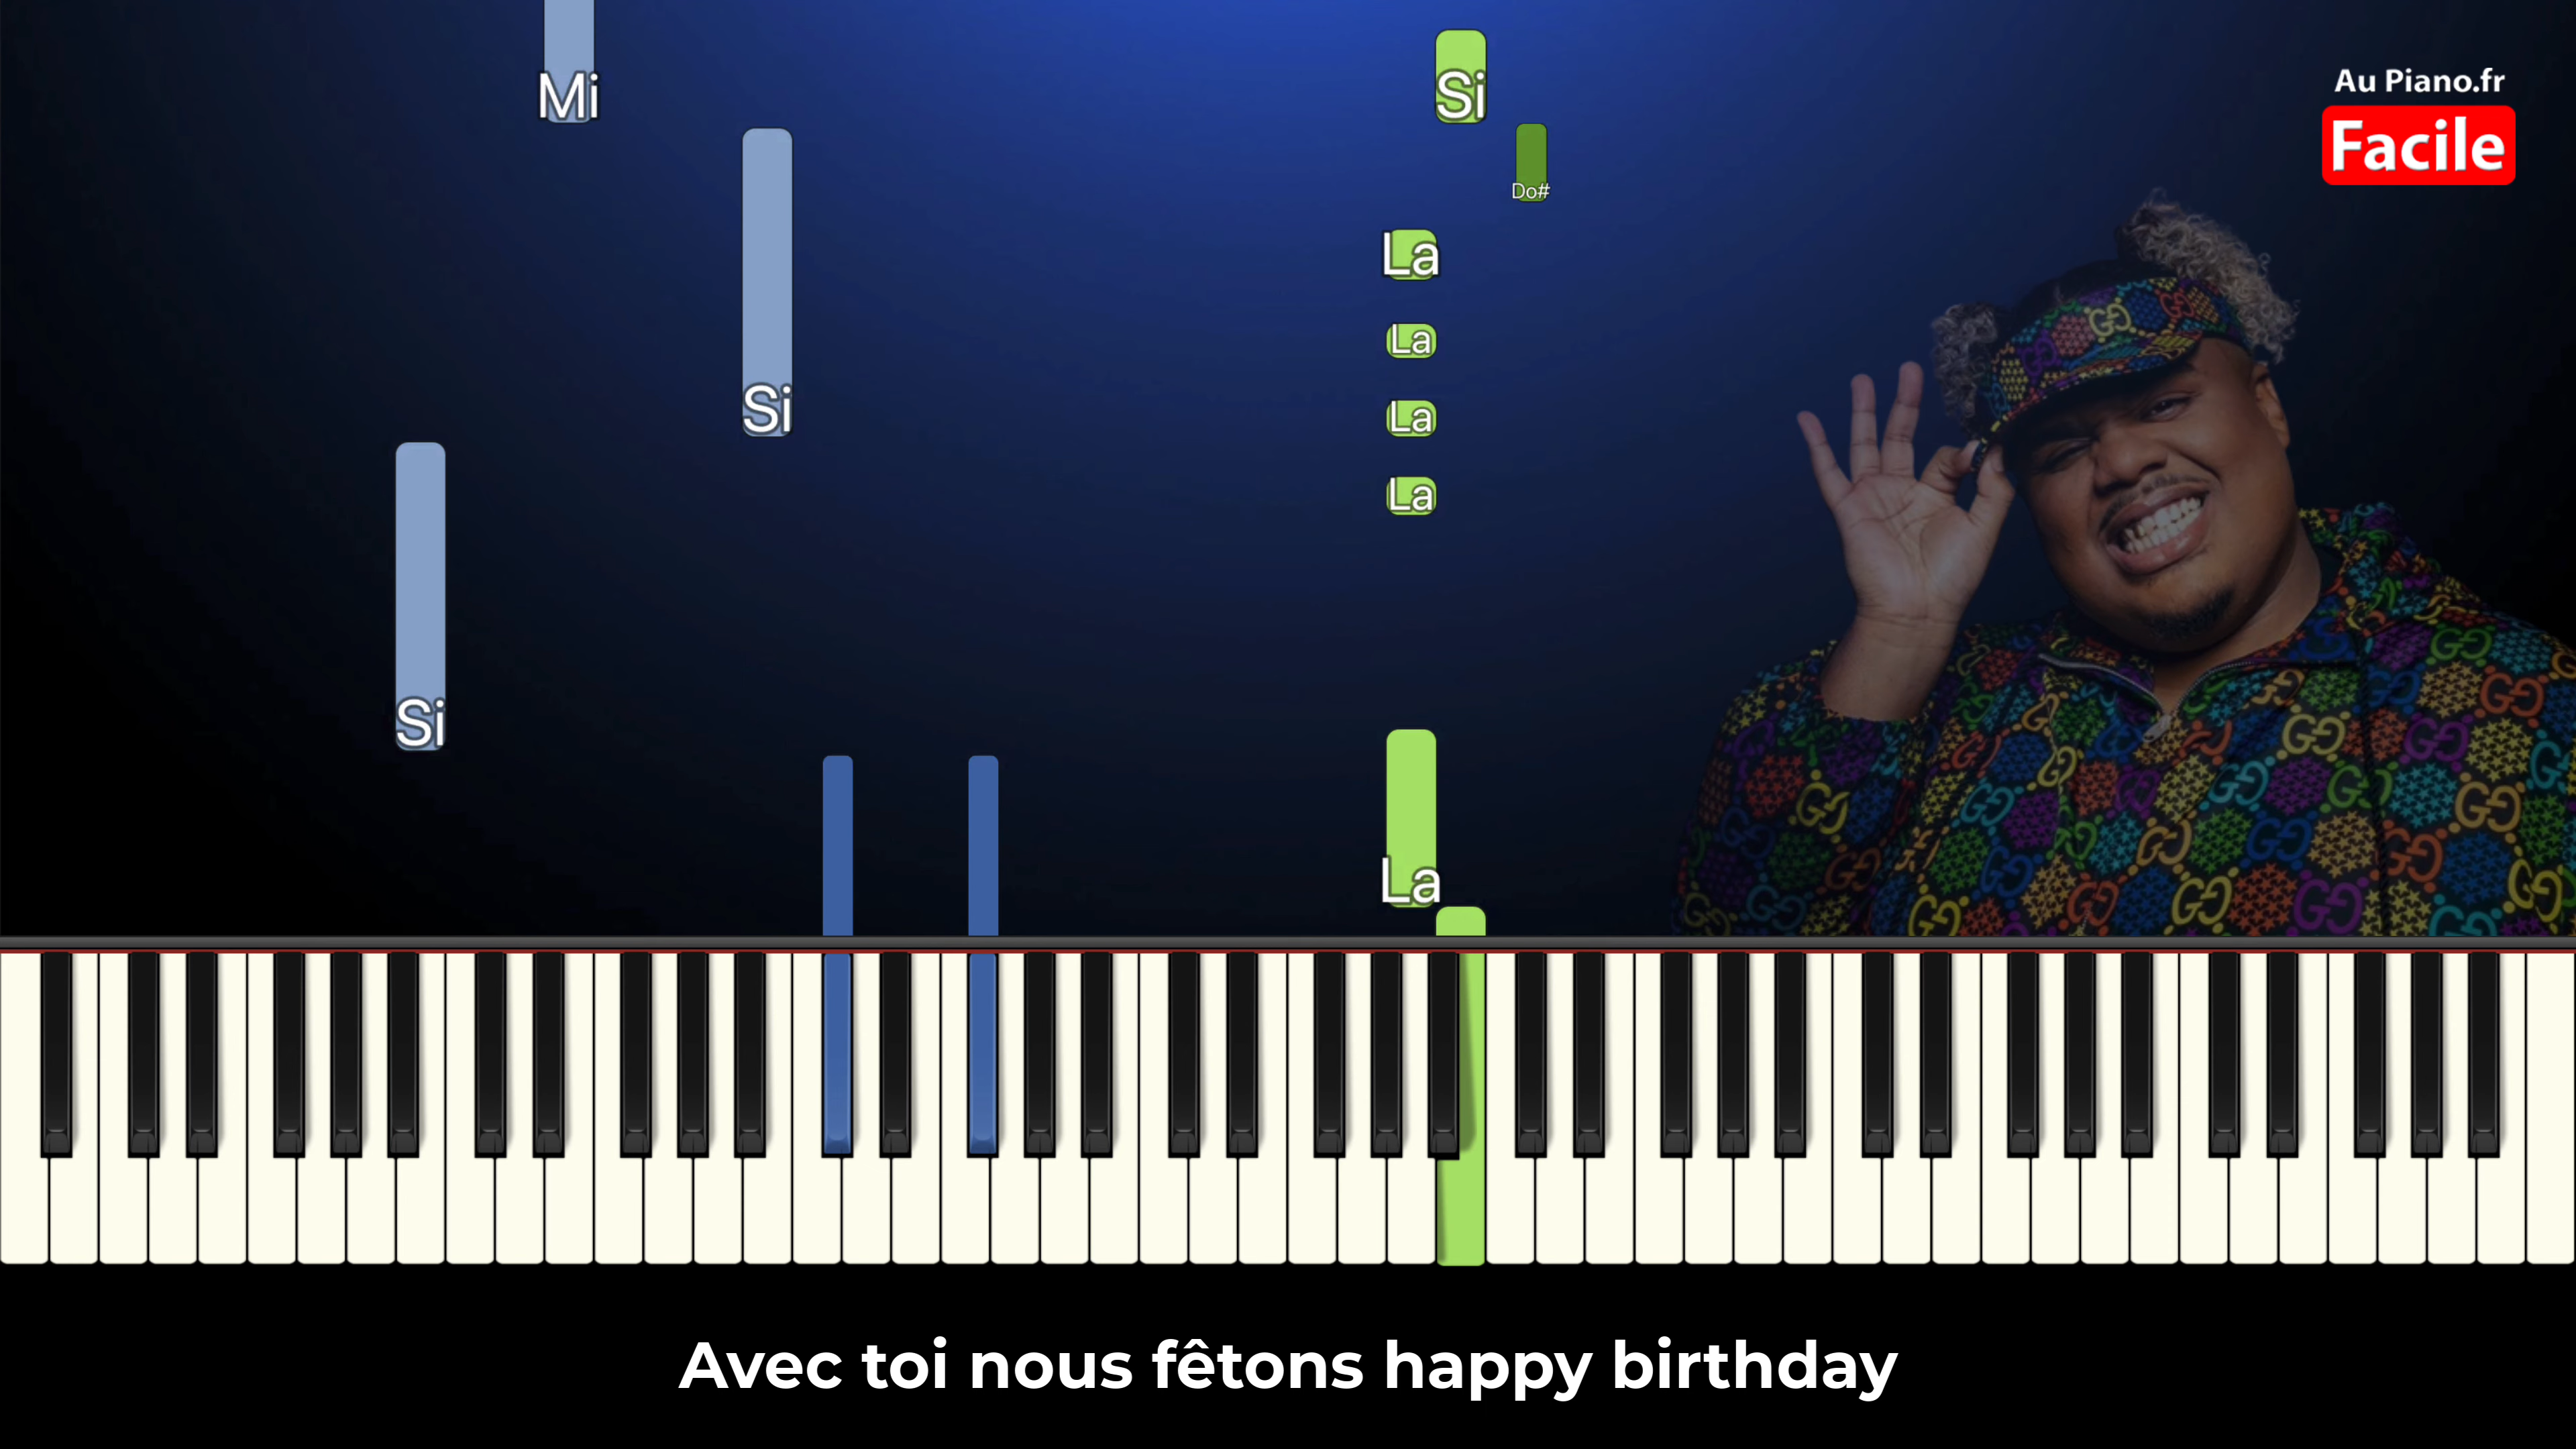 Mi
Si
Au Piano.fr
Facile
Do#
La
La
Si
La
La
Si
La
Avec toi nous fêtons happy birthday